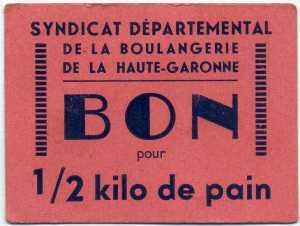 SYNDICAT DÉPARTEMENTAL
DE LA BOULANGERIE
DE LA HAUTE-GARONNE
BON
pour
1/2 kilo de pain